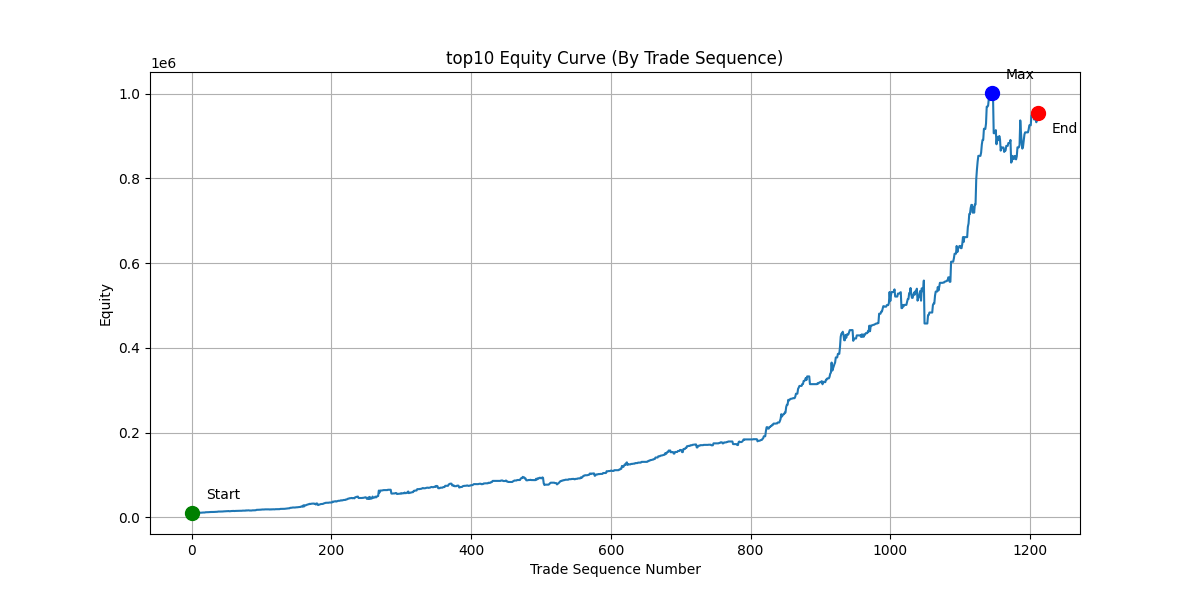 top10 Equity Curve (By Trade Sequence)
1e6
Max
1.0
End
0.8
0.6
Equity
0.4
0.2
Start
0.0
0 200 400 600 800 1000 1200
Trade Sequence Number